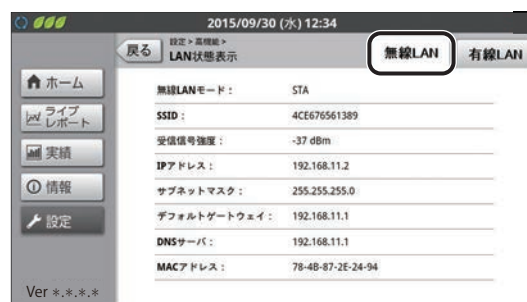 2015/09/30 (水) 12:34
戻る
設定 > 高機能 >
LAN状態表示
無線LAN
有線LAN
ホーム
ライブ
レポート
実績
情報
設定
Ver *.*.*.*
無線LANモード : STA
SSID : 4CE676561389
受信信号強度 : -37 dBm
IPアドレス : 192.168.11.2
サブネットマスク : 255.255.255.0
デフォルトゲートウェイ : 192.168.11.1
DNSサーバ : 192.168.11.1
MACアドレス : 78-4B-87-2E-24-94